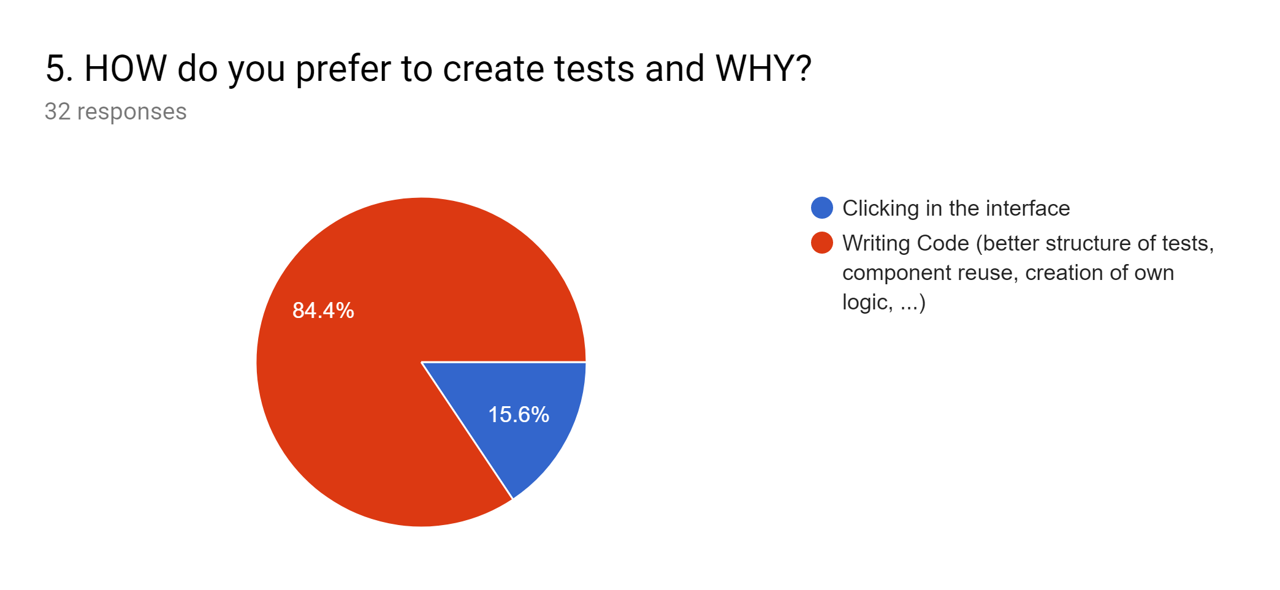 5. HOW do you prefer to create tests and WHY?
32 responses
Clicking in the interface
Writing Code (better structure of tests,
component reuse, creation of own
logic, ...)
84.4%
15.6%